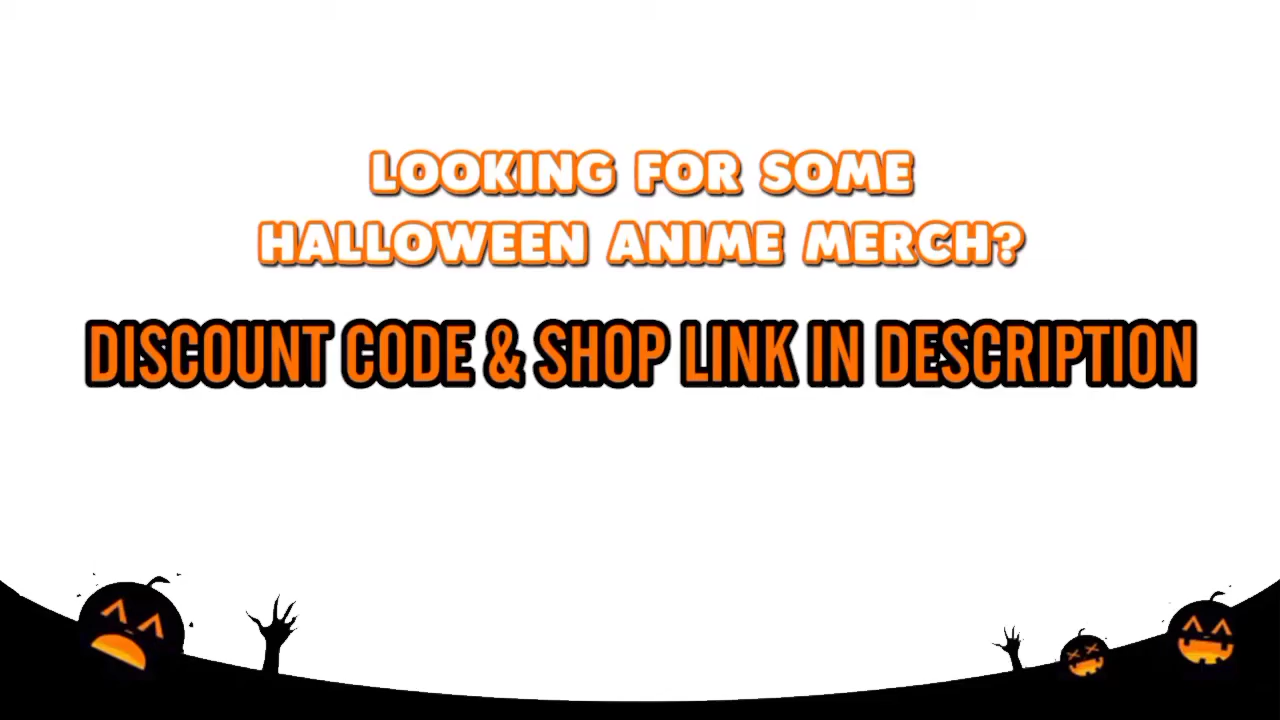 LOOKING FOR SOME
HALLOWEEN ANIME MERCH?
DISCOUNT CODE & SHOP LINK IN DESCRIPTION